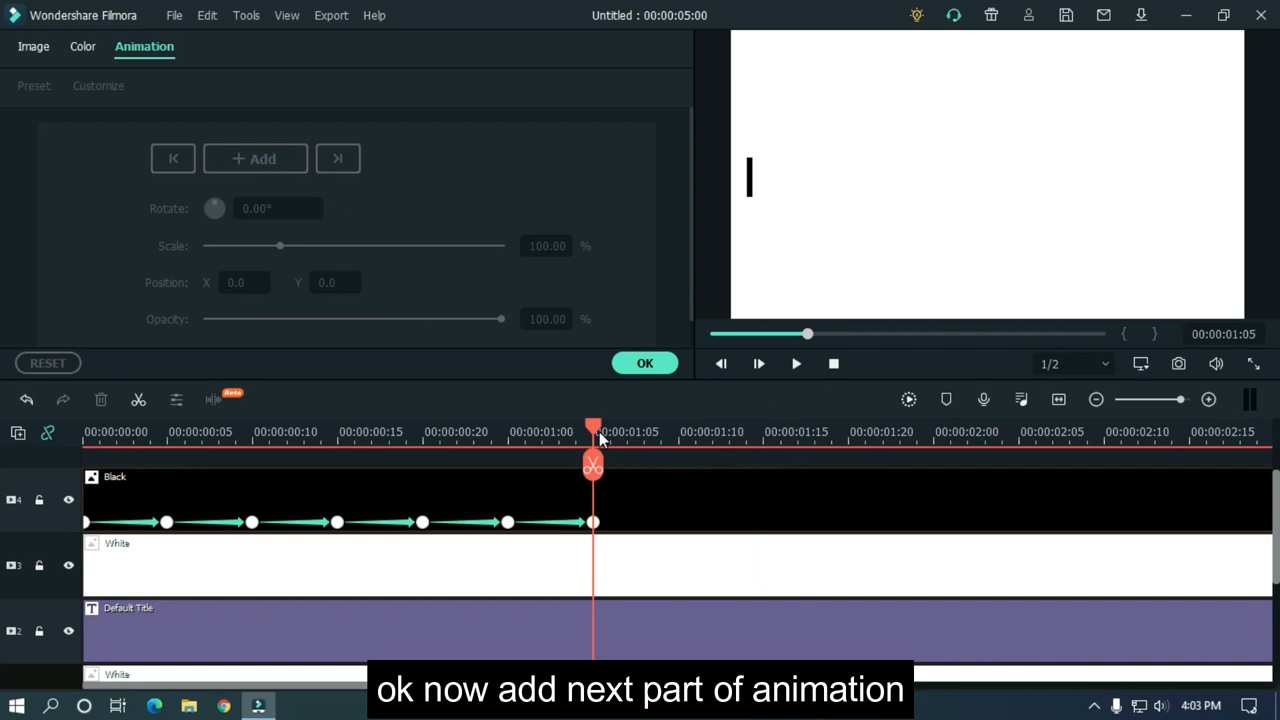 Wondershare Filmora File Edit Tools View Export Help Untitled : 00:00:05:00
Image Color Animation
Preset Customize
+ Add
Rotate: 0.00°
Scale: 100.00 %
Position: X 0.0 Y 0.0
Opacity: 100.00 %
{ } 00:00:01:05
RESET OK 1/2
Beta
00:00:00:00 00:00:00:05 00:00:00:10 00:00:00:15 00:00:00:20 00:00:01:00 00:00:01:05 00:00:01:10 00:00:01:15 00:00:01:20 00:00:02:00 00:00:02:05 00:00:02:10 00:00:02:15
Black
4
White
3
Default Title
2
White
ok now add next part of animation
4:03 PM